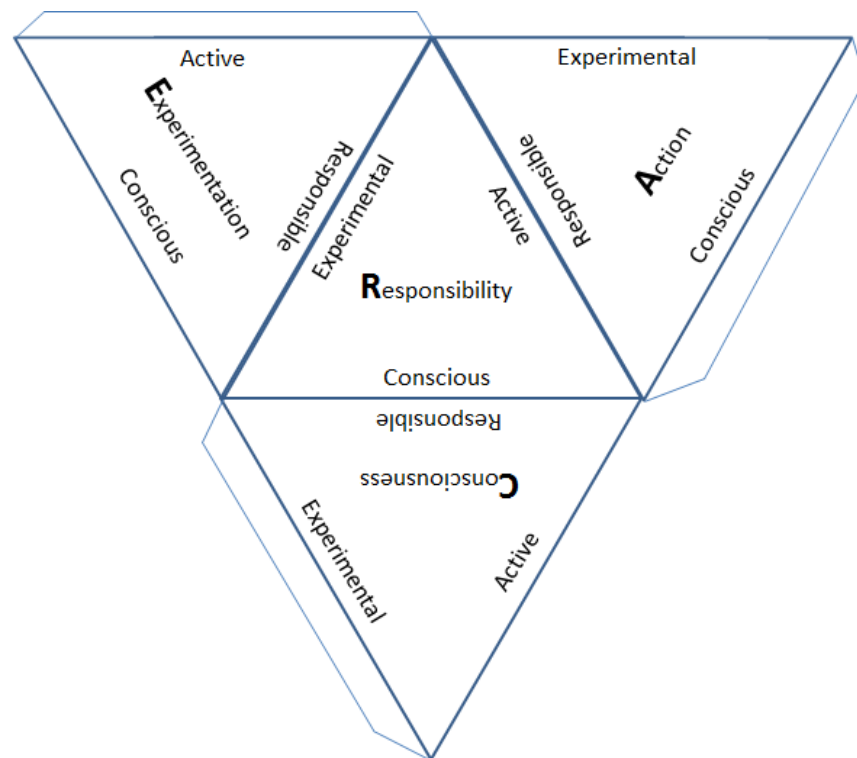 Active
Experimentation
Conscious
Responsible
Experimental
Responsibility
Active
Conscious
Experimental
Action
Responsible
Conscious
Responsible
Consciousness
Experimental
Active